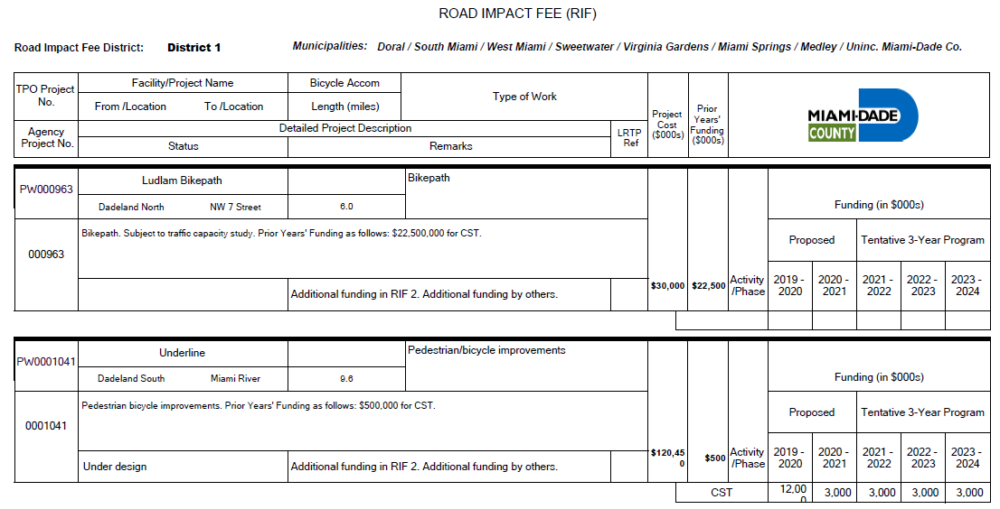 ROAD IMPACT FEE (RIF)
Road Impact Fee District: District 1 Municipalities: Doral / South Miami / West Miami / Sweetwater / Virginia Gardens / Miami Springs / Medley / Uninc. Miami-Dade Co.
TPO Project
No.
Facility/Project Name
Bicycle Accom
From /Location To /Location
Length (miles)
Type of Work
Agency
Project No.
Detailed Project Description
Status
Remarks
LRTP
Ref
Project
Cost
($000s)
Prior
Years'
Funding
($000s)
MIAMI-DADE
COUNTY
PW000963
Ludlam Bikepath
Bikepath
Dadeland North NW 7 Street 6.0
000963
Bikepath. Subject to traffic capacity study. Prior Years' Funding as follows: $22,500,000 for CST.
Additional funding in RIF 2. Additional funding by others.
$30,000
$22,500
Activity
/Phase
Funding (in $000s)
Proposed
Tentative 3-Year Program
2019 -
2020
2020 -
2021
2021 -
2022
2022 -
2023
2023 -
2024
PW0001041
Underline
Pedestrian/bicycle improvements
Dadeland South Miami River 9.6
0001041
Pedestrian bicycle improvements. Prior Years' Funding as follows: $500,000 for CST.
Under design
Additional funding in RIF 2. Additional funding by others.
$120,45
0
$500
Activity
/Phase
Funding (in $000s)
Proposed
Tentative 3-Year Program
2019 -
2020
2020 -
2021
2021 -
2022
2022 -
2023
2023 -
2024
CST
12,00
0
3,000
3,000
3,000
3,000